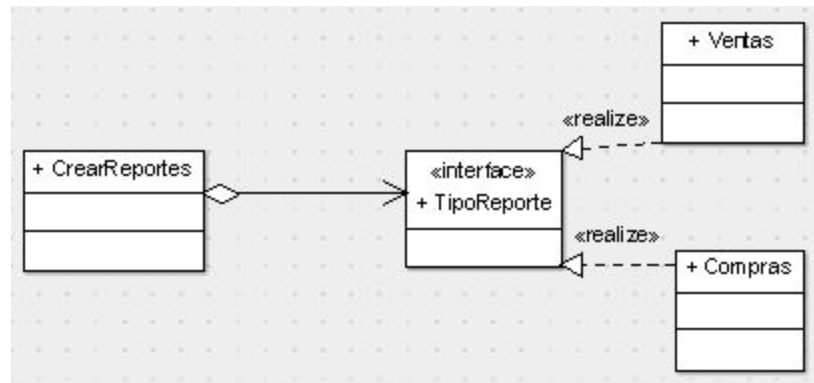 + Ventas
«realize»
+ CrearReportes
«interface»
+ TipoReporte
«realize»
+ Compras